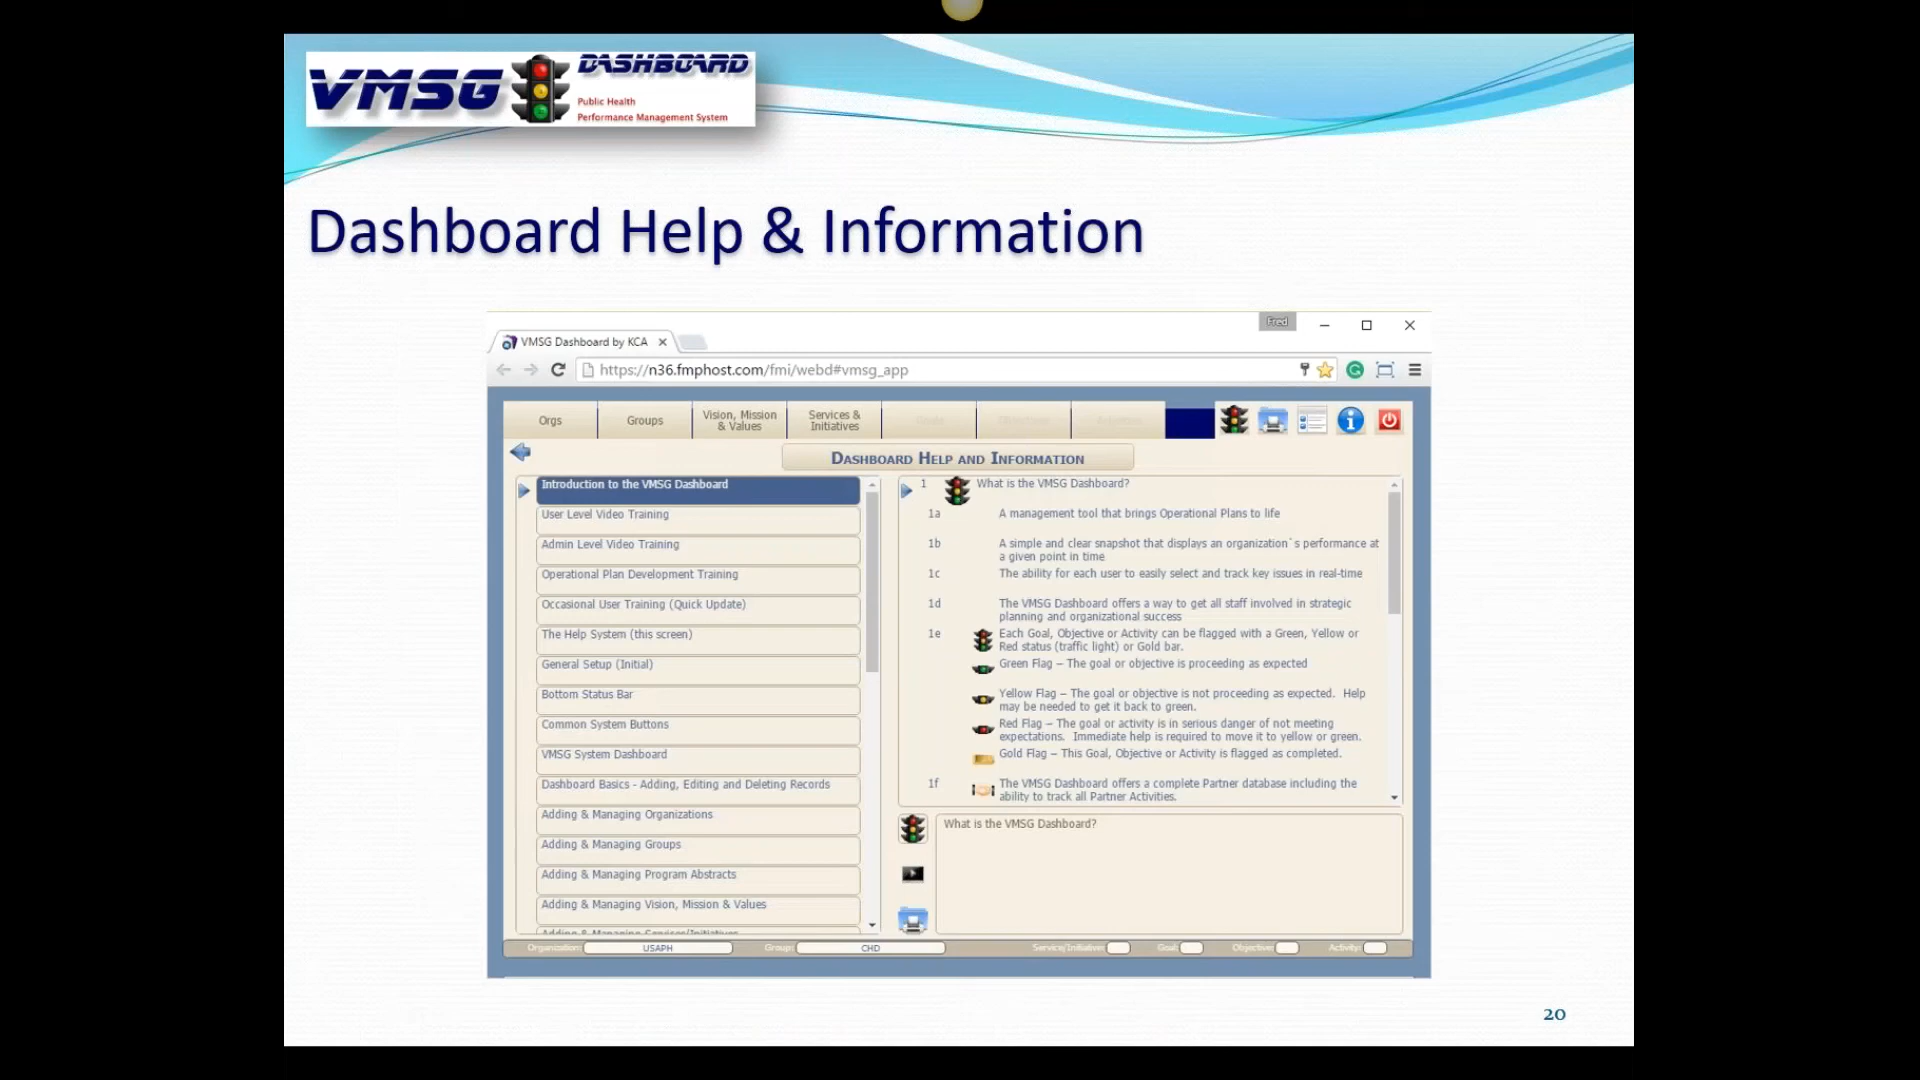 VMSG DASHBOARD
Public Health
Performance Management System
Dashboard Help & Information
Fred
VMSG Dashboard by KCA
https://n36.fmphost.com/fmi/webd#vmsg_app
Orgs
Groups
Vision, Mission
& Values
Services &
Initiatives
DASHBOARD HELP AND INFORMATION
Introduction to the VMSG Dashboard
User Level Video Training
Admin Level Video Training
Operational Plan Development Training
Occasional User Training (Quick Update)
The Help System (this screen)
General Setup (Initial)
Bottom Status Bar
Common System Buttons
VMSG System Dashboard
Dashboard Basics - Adding, Editing and Deleting Records
Adding & Managing Organizations
Adding & Managing Groups
Adding & Managing Program Abstracts
Adding & Managing Vision, Mission & Values
Adding & Managing Services/Initiatives
1 What is the VMSG Dashboard?
1a A management tool that brings Operational Plans to life
1b A simple and clear snapshot that displays an organization`s performance at
a given point in time
1c The ability for each user to easily select and track key issues in real-time
1d The VMSG Dashboard offers a way to get all staff involved in strategic
planning and organizational success
1e Each Goal, Objective or Activity can be flagged with a Green, Yellow or
Red status (traffic light) or Gold bar.
Green Flag – The goal or objective is proceeding as expected
Yellow Flag – The goal or objective is not proceeding as expected. Help
may be needed to get it back to green.
Red Flag – The goal or activity is in serious danger of not meeting
expectations. Immediate help is required to move it to yellow or green.
Gold Flag – This Goal, Objective or Activity is flagged as completed.
1f The VMSG Dashboard offers a complete Partner database including the
ability to track all Partner Activities.
What is the VMSG Dashboard?
Organization: USAPH Group: CHD Service/Initiative: Goal: Objective: Activity:
20